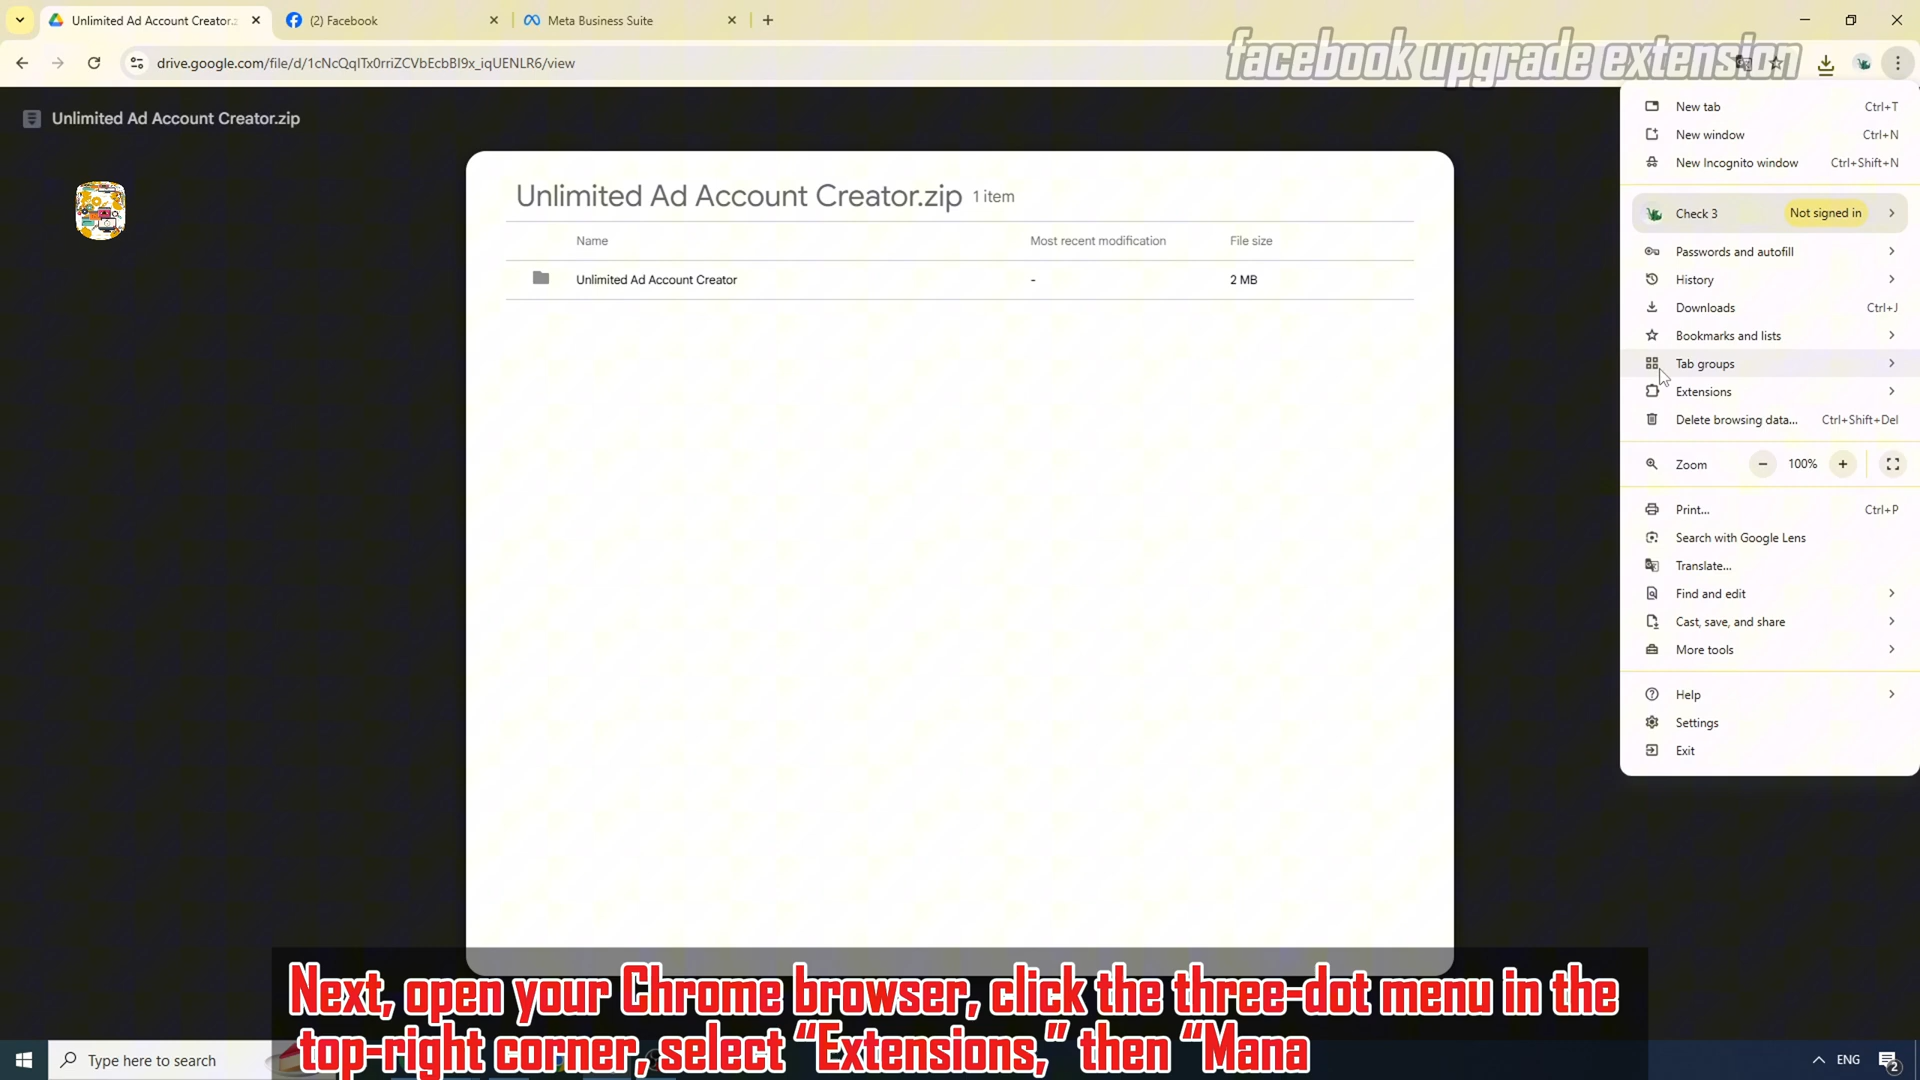 Unlimited Ad Account Creator.z
(2) Facebook
Meta Business Suite
facebook upgrade extension
drive.google.com/file/d/1cNcQqITx0rriZCVbEcbBI9x_iqUENLR6/view
Unlimited Ad Account Creator.zip
Unlimited Ad Account Creator.zip 1 item
Name Most recent modification File size
Unlimited Ad Account Creator - 2 MB
New tab Ctrl+T
New window Ctrl+N
New Incognito window Ctrl+Shift+N
Check 3 Not signed in
Passwords and autofill
History
Downloads Ctrl+J
Bookmarks and lists
Tab groups
Extensions
Delete browsing data... Ctrl+Shift+Del
Zoom − 100% +
Print... Ctrl+P
Search with Google Lens
Translate...
Find and edit
Cast, save, and share
More tools
Help
Settings
Exit
Next, open your Chrome browser, click the three-dot menu in the
top-right corner, select “Extensions,” then “Mana
Type here to search
ENG
2